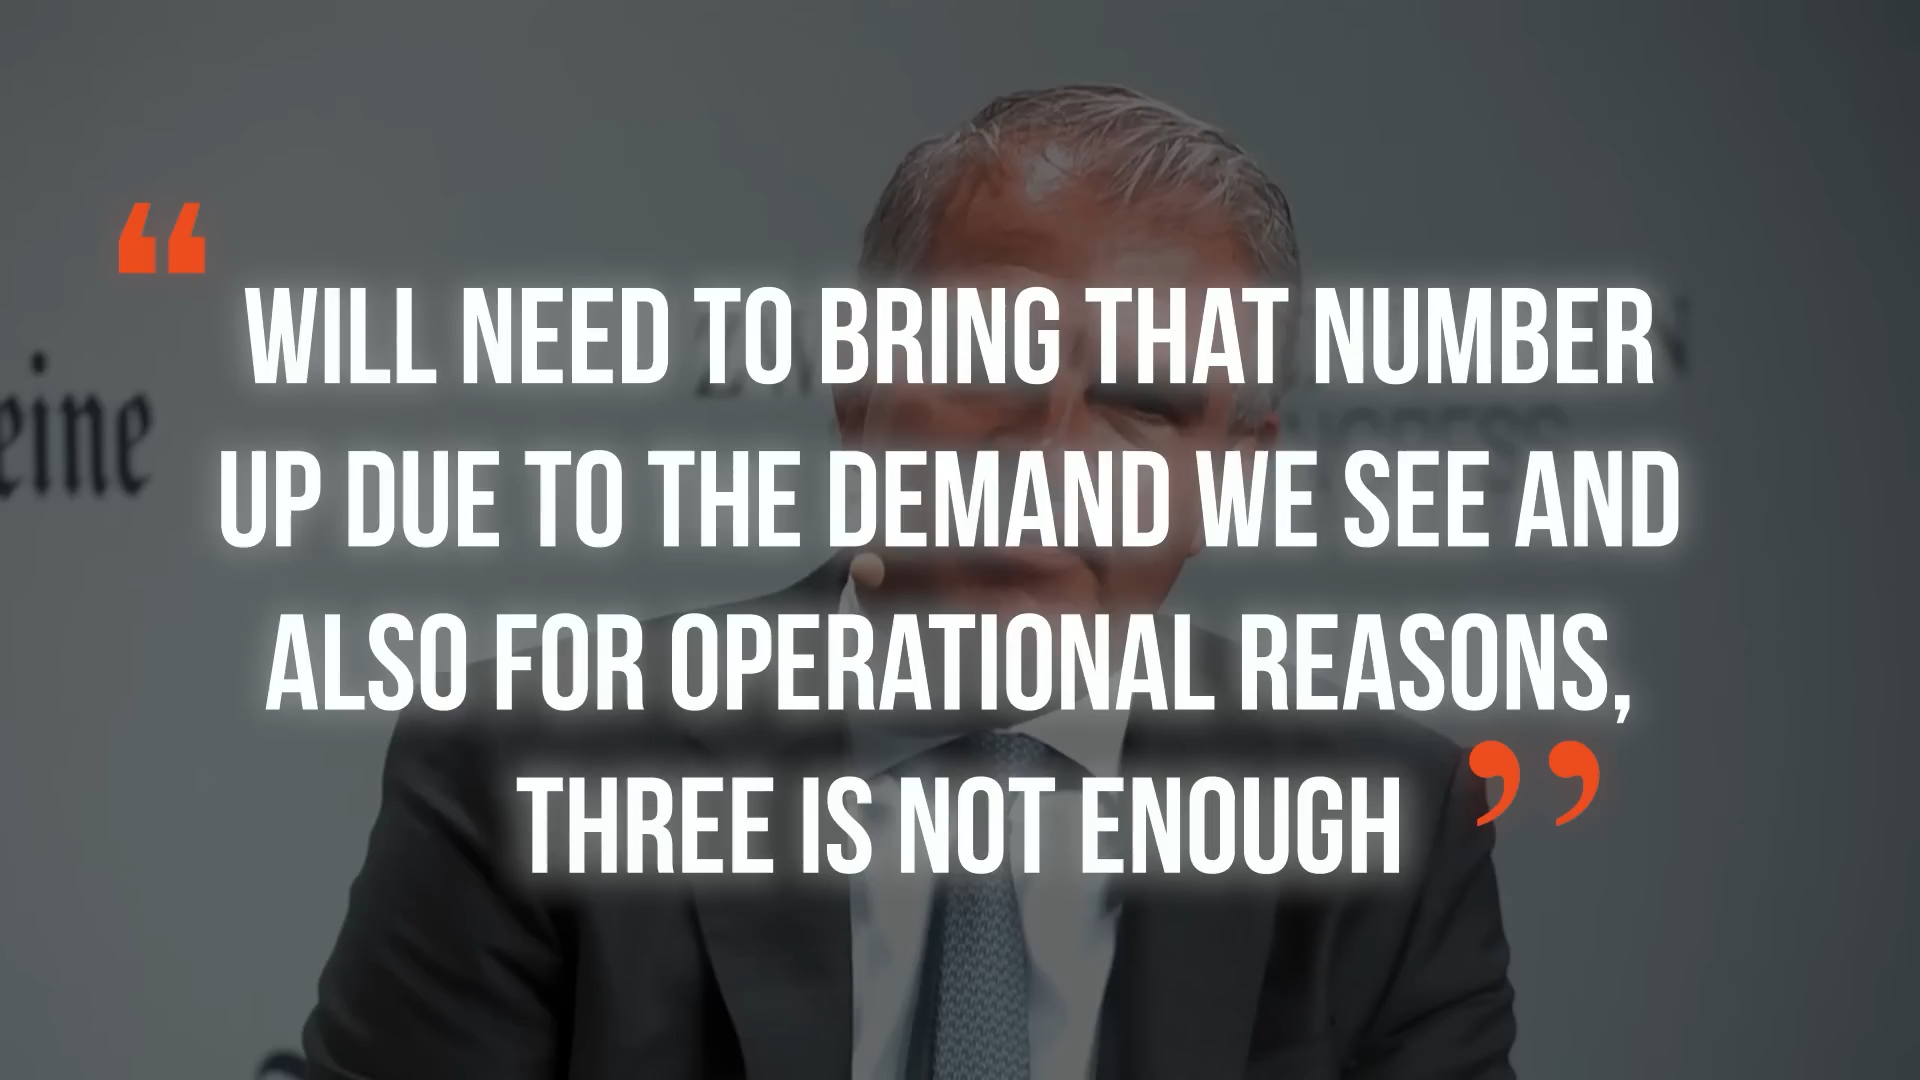 “
WILL NEED TO BRING THAT NUMBER
eine
UP DUE TO THE DEMAND WE SEE AND
ALSO FOR OPERATIONAL REASONS,
THREE IS NOT ENOUGH ”